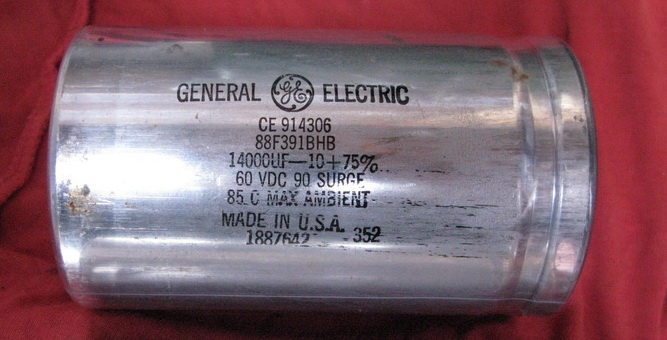 GENERAL GE ELECTRIC
CE 914306
88F391BHB
14000UF-10+75%
60 VDC 90 SURGE
85 C MAX AMBIENT
MADE IN U.S.A.
1887642 352